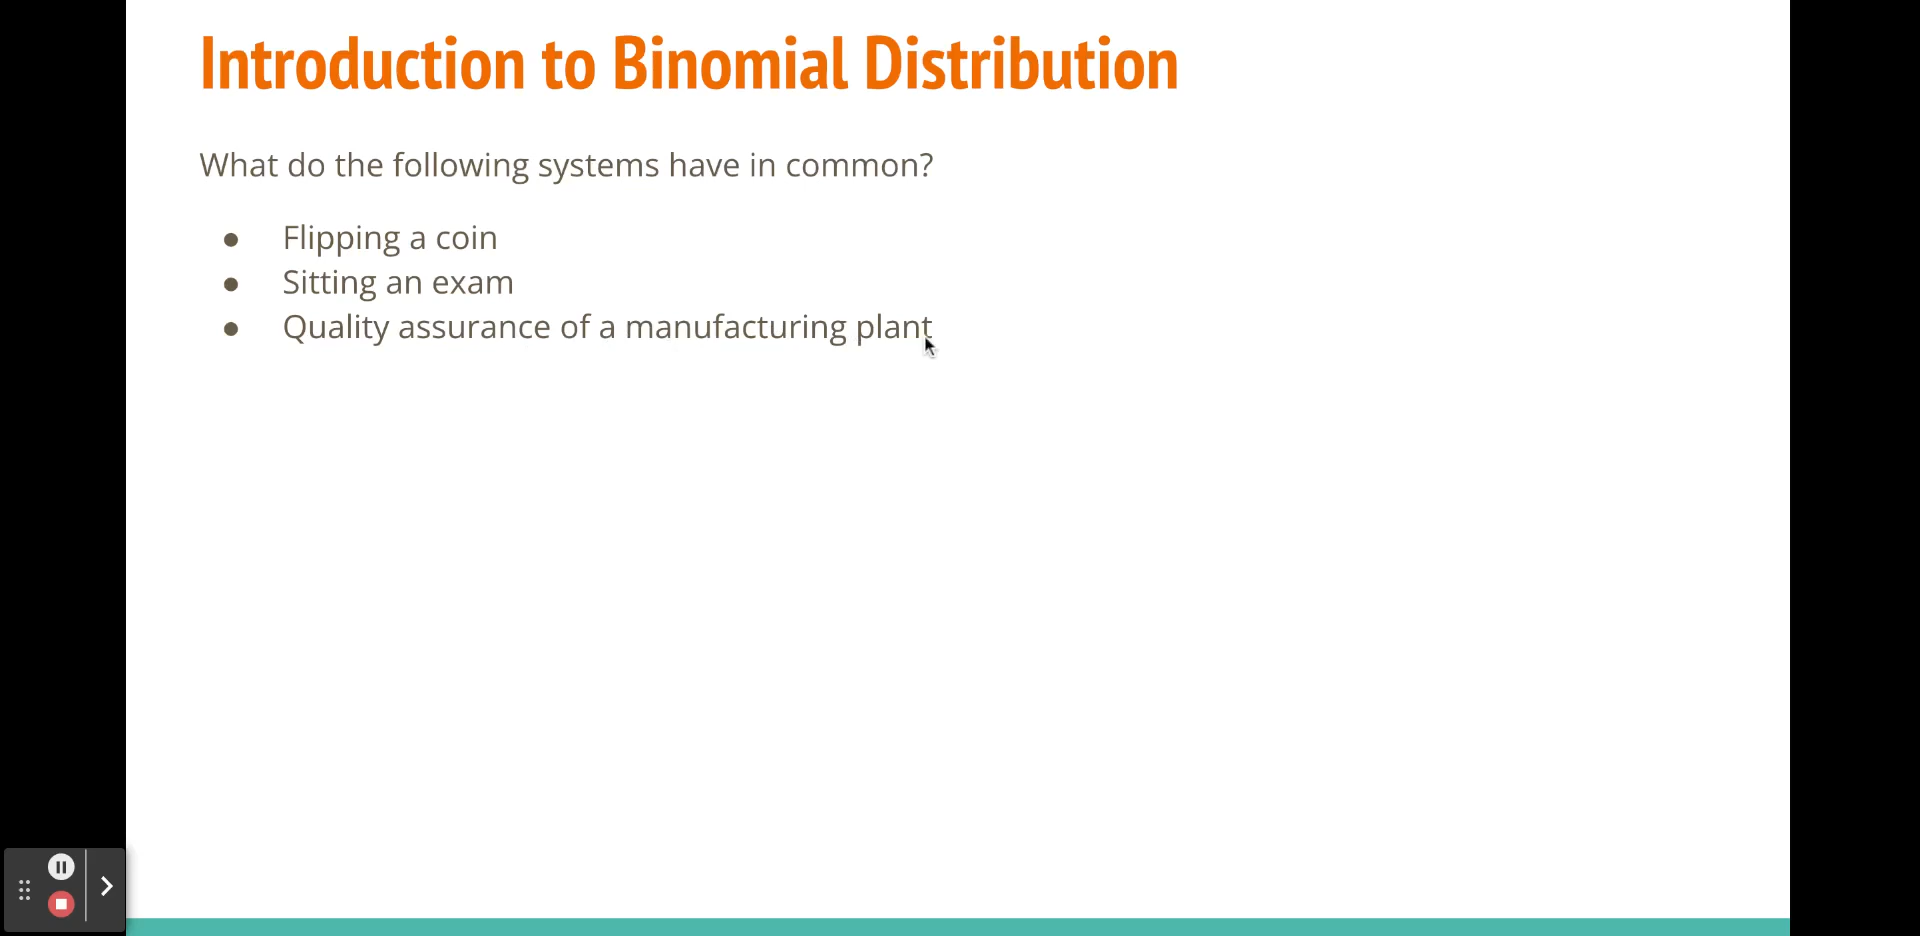 Introduction to Binomial Distribution
What do the following systems have in common?
● Flipping a coin
● Sitting an exam
● Quality assurance of a manufacturing plant